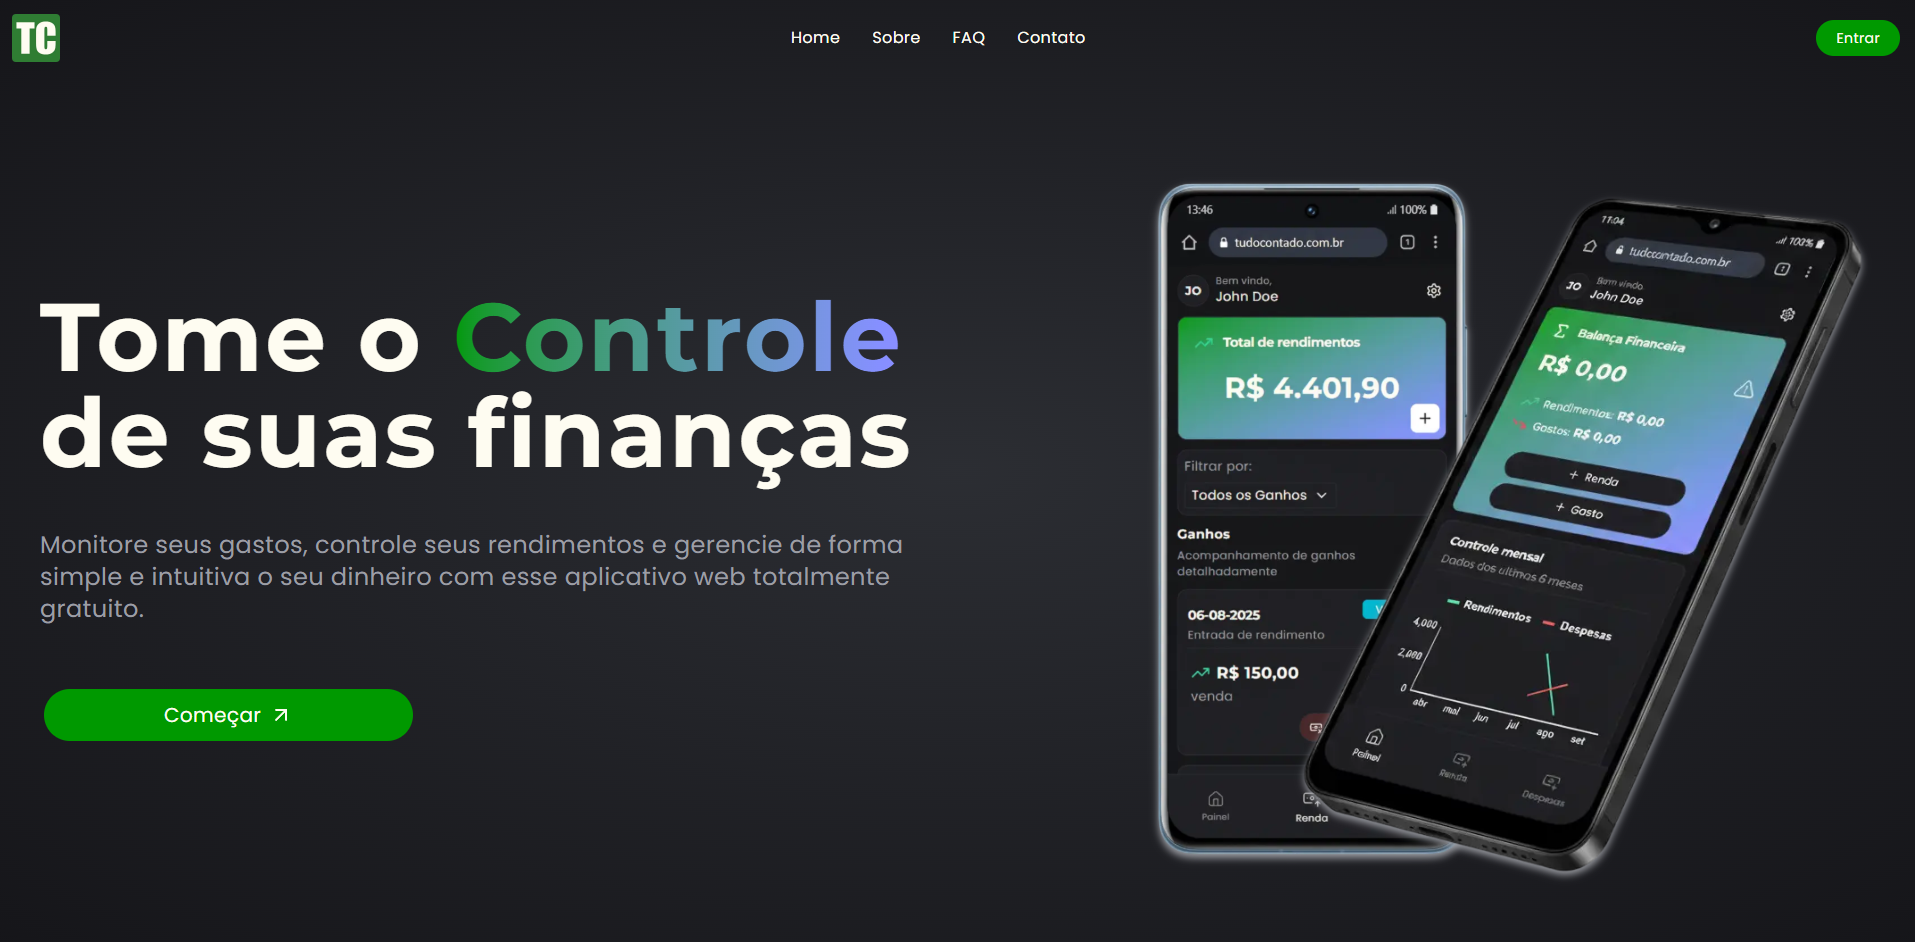 TC
Home Sobre FAQ Contato
Entrar
Tome o Controle
de suas finanças
Monitore seus gastos, controle seus rendimentos e gerencie de forma
simple e intuitiva o seu dinheiro com esse aplicativo web totalmente
gratuito.
Começar
13:46
100%
tudocontado.com.br
1
JO
Bem vindo,
John Doe
Total de rendimentos
R$ 4.401,90
+
Filtrar por:
Todos os Ganhos
Ganhos
Acompanhamento de ganhos
detalhadamente
06-08-2025
V
Entrada de rendimento
R$ 150,00
venda
Painel
Renda
11:04
100%
tudocontado.com.br
JO
Bem vindo,
John Doe
Balança Financeira
R$ 0,00
Rendimentos: R$ 0,00
Gastos: R$ 0,00
+ Renda
+ Gasto
Controle mensal
Dados dos ultimos 6 meses
Rendimentos Despesas
4,000
2,000
0
abr mai jun jul ago set
Painel
Renda
Despesas